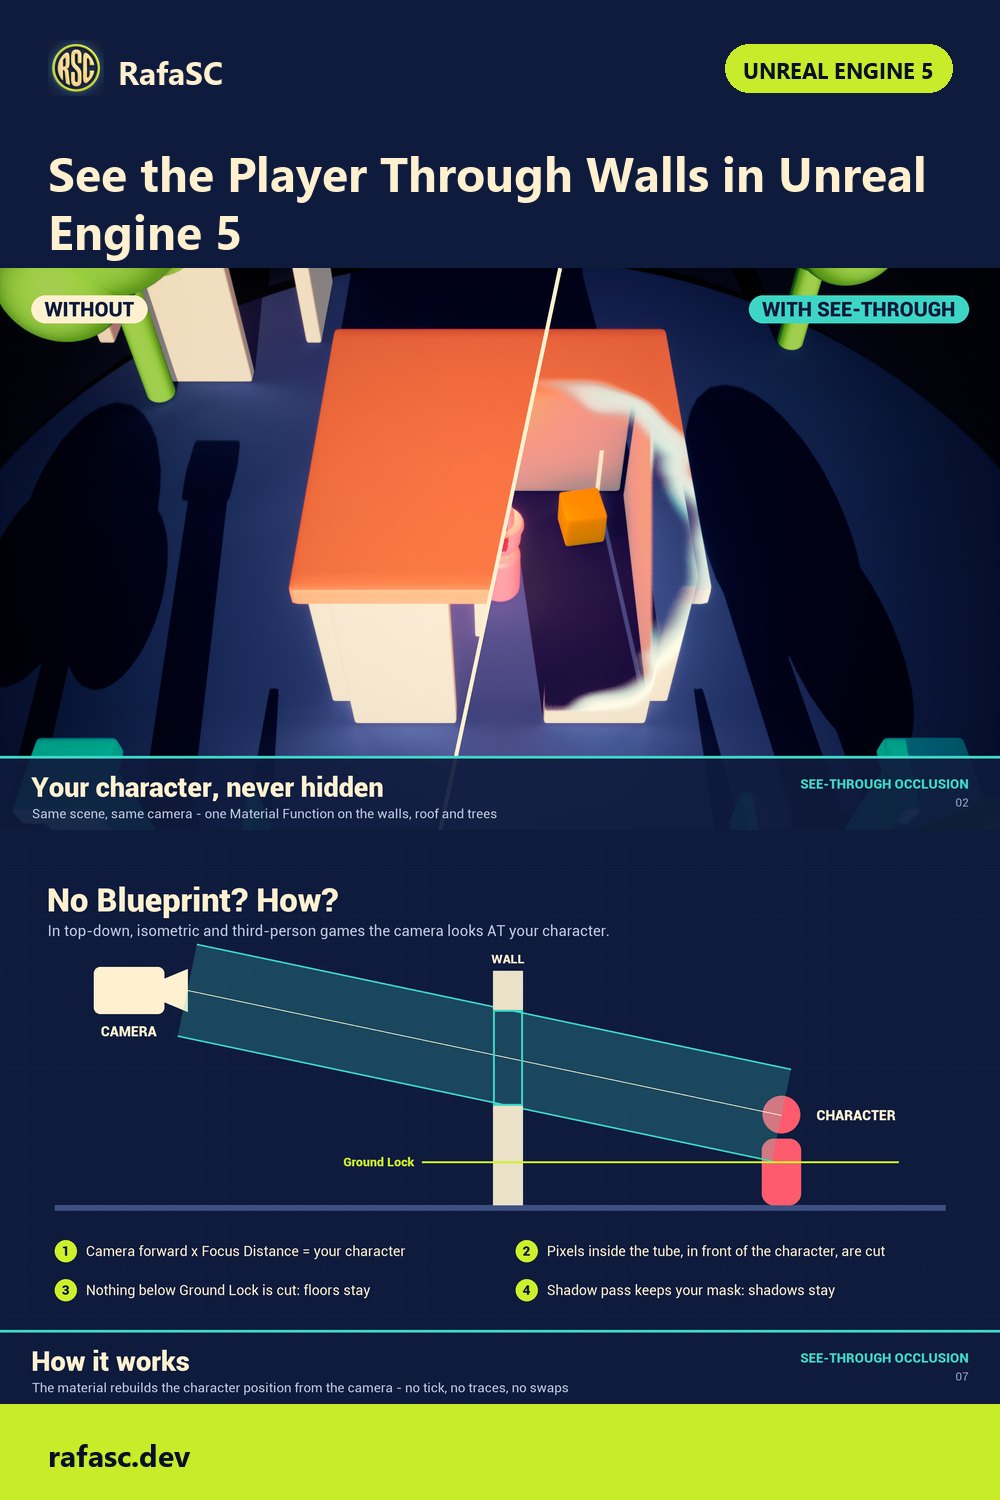 RSC
RafaSC
UNREAL ENGINE 5
See the Player Through Walls in Unreal
Engine 5
WITHOUT
WITH SEE-THROUGH
Your character, never hidden
Same scene, same camera - one Material Function on the walls, roof and trees
SEE-THROUGH OCCLUSION
02
No Blueprint? How?
In top-down, isometric and third-person games the camera looks AT your character.
WALL
CAMERA
CHARACTER
Ground Lock
1 Camera forward x Focus Distance = your character
2 Pixels inside the tube, in front of the character, are cut
3 Nothing below Ground Lock is cut: floors stay
4 Shadow pass keeps your mask: shadows stay
How it works
The material rebuilds the character position from the camera - no tick, no traces, no swaps
SEE-THROUGH OCCLUSION
07
rafasc.dev